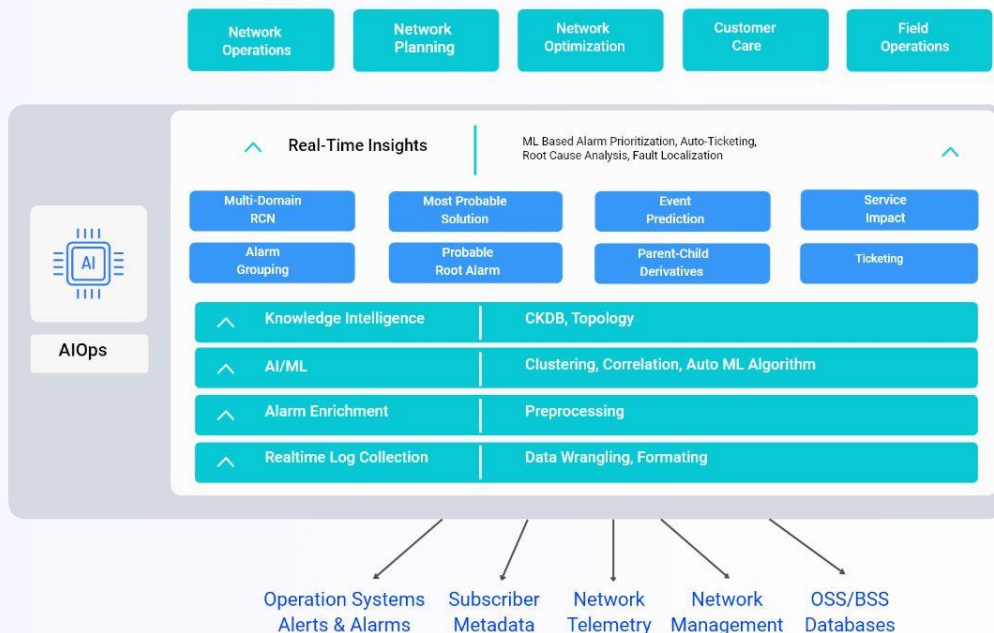 Network
Operations
Network
Planning
Network
Optimization
Customer
Care
Field
Operations
Real-Time Insights
ML Based Alarm Prioritization, Auto-Ticketing,
Root Cause Analysis, Fault Localization
Multi-Domain
RCN
Most Probable
Solution
Event
Prediction
Service
Impact
Alarm
Grouping
Probable
Root Alarm
Parent-Child
Derivatives
Ticketing
AI
AIOps
Knowledge Intelligence
CKDB, Topology
AI/ML
Clustering, Correlation, Auto ML Algorithm
Alarm Enrichment
Preprocessing
Realtime Log Collection
Data Wrangling, Formating
Operation Systems
Alerts & Alarms
Subscriber
Metadata
Network
Telemetry
Network
Management
OSS/BSS
Databases